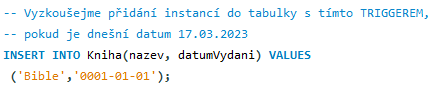 -- Vyzkoušejme přidání instancí do tabulky s tímto TRIGGEREM,
-- pokud je dnešní datum 17.03.2023
INSERT INTO Kniha(nazev, datumVydani) VALUES
('Bible','0001-01-01');